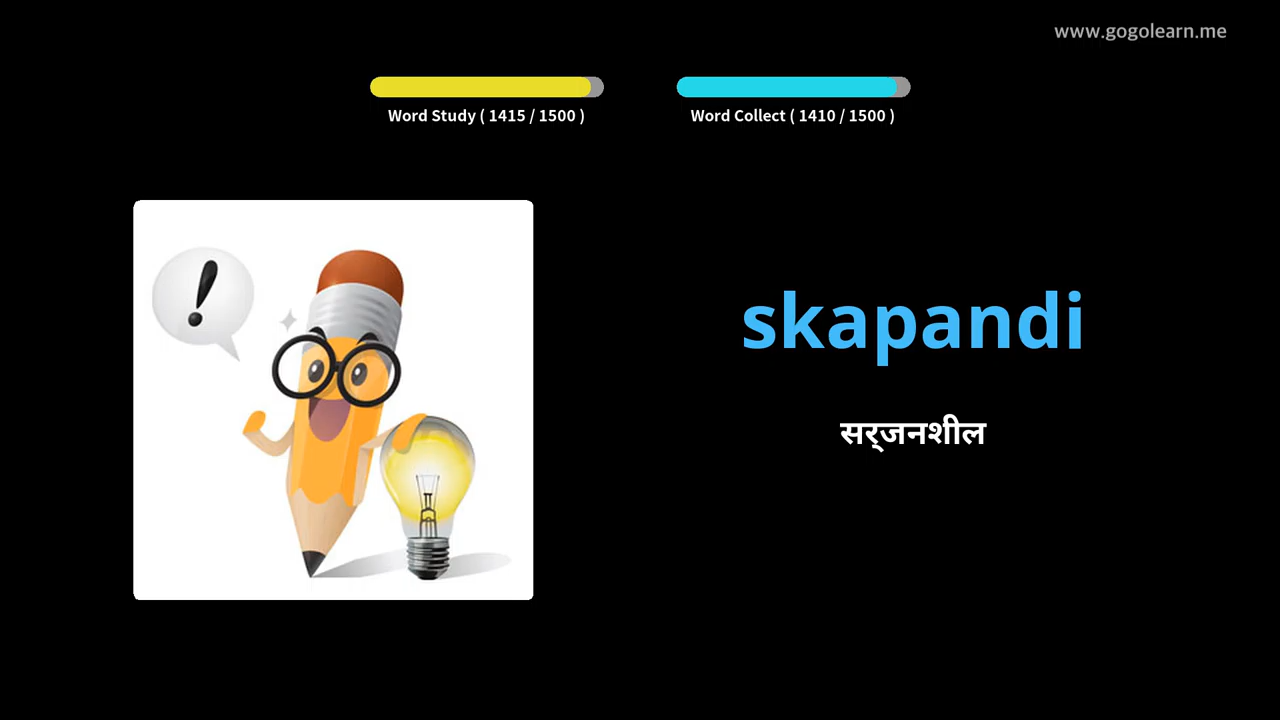 www.gogolearn.me
Word Study ( 1415 / 1500 )
Word Collect ( 1410 / 1500 )
!
skapandi
सर्जनशील